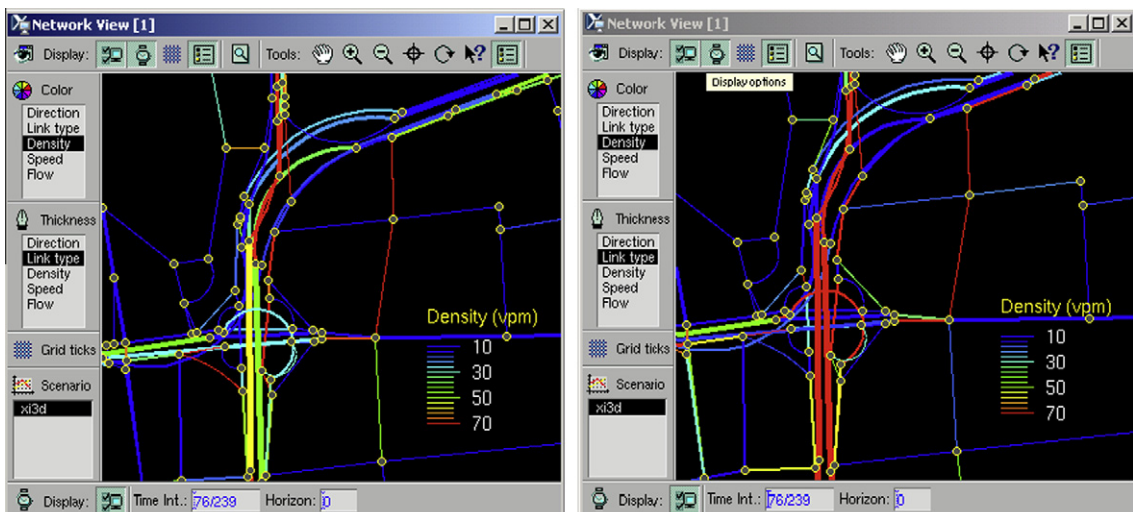 Network View [1]
Display: Tools:
Color
Direction
Link type
Density
Speed
Flow
Thickness
Direction
Link type
Density
Speed
Flow
Grid ticks
Scenario
xi3d
Density (vpm)
10
30
50
70
Display: Time Int.: 76/239 Horizon: 0
Network View [1]
Display: Tools:
Display options
Color
Direction
Link type
Density
Speed
Flow
Thickness
Direction
Link type
Density
Speed
Flow
Grid ticks
Scenario
xi3d
Density (vpm)
10
30
50
70
Display: Time Int.: 76/239 Horizon: 0